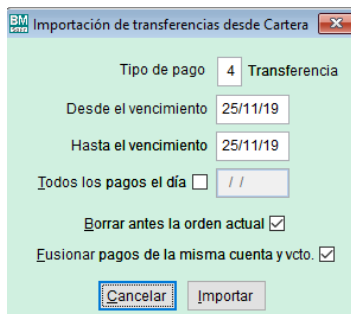 BM Importación de transferencias desde Cartera
Tipo de pago 4 Transferencia
Desde el vencimiento 25/11/19
Hasta el vencimiento 25/11/19
Todos los pagos el día / /
Borrar antes la orden actual
Fusionar pagos de la misma cuenta y vcto.
Cancelar Importar